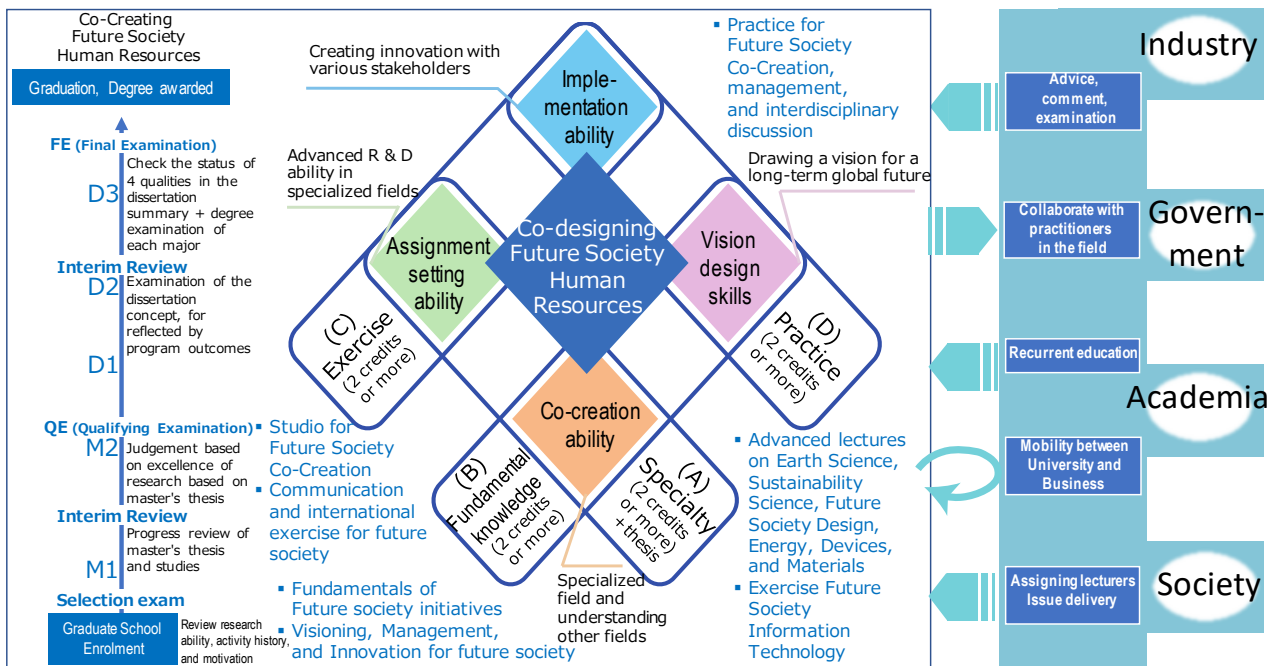 Co-Creating
Future Society
Human Resources
Graduation, Degree awarded
FE (Final Examination)
D3
Check the status of
4 qualities in the
dissertation
summary + degree
examination of
each major
Interim Review
D2
Examination of the
dissertation
concept, for
reflected by
program outcomes
D1
QE (Qualifying Examination)
M2
Judgement based
on excellence of
research based on
master's thesis
Interim Review
Progress review of
master's thesis
and studies
M1
Selection exam
Graduate School
Enrolment
Review research
ability, activity history,
and motivation
Creating innovation with
various stakeholders
Advanced R & D
ability in
specialized fields
Imple-
mentation
ability
Assignment
setting
ability
Co-designing
Future Society
Human
Resources
Vision
design
skills
Co-creation
ability
(C)
Exercise
(2 credits
or more)
(B)
Fundamental
knowledge
(2 credits
or more)
(A)
Specialty
(2 credits
or more)
+thesis
(D)
Practice
(2 credits
or more)
▪ Practice for
Future Society
Co-Creation,
management,
and interdisciplinary
discussion
Drawing a vision for a
long-term global future
▪ Studio for
Future Society
Co-Creation
▪ Communication
and international
exercise for future
society
▪ Fundamentals of
Future society initiatives
▪ Visioning, Management,
and Innovation for future society
Specialized
field and
understanding
other fields
▪ Advanced lectures
on Earth Science,
Sustainability
Science, Future
Society Design,
Energy, Devices,
and Materials
▪ Exercise Future
Society
Information
Technology
Industry
Advice,
comment,
examination
Govern-
ment
Collaborate with
practitioners
in the field
Recurrent education
Academia
Mobility between
University and
Business
Society
Assigning lecturers
Issue delivery